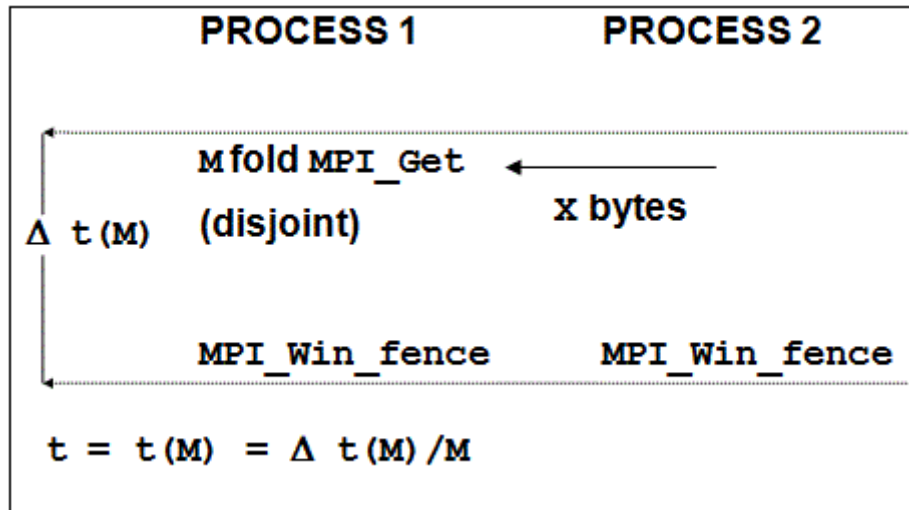 PROCESS 1 PROCESS 2
M fold MPI_Get
(disjoint)
x bytes
Δ t(M)
MPI_Win_fence MPI_Win_fence
t = t(M) = Δ t(M)/M